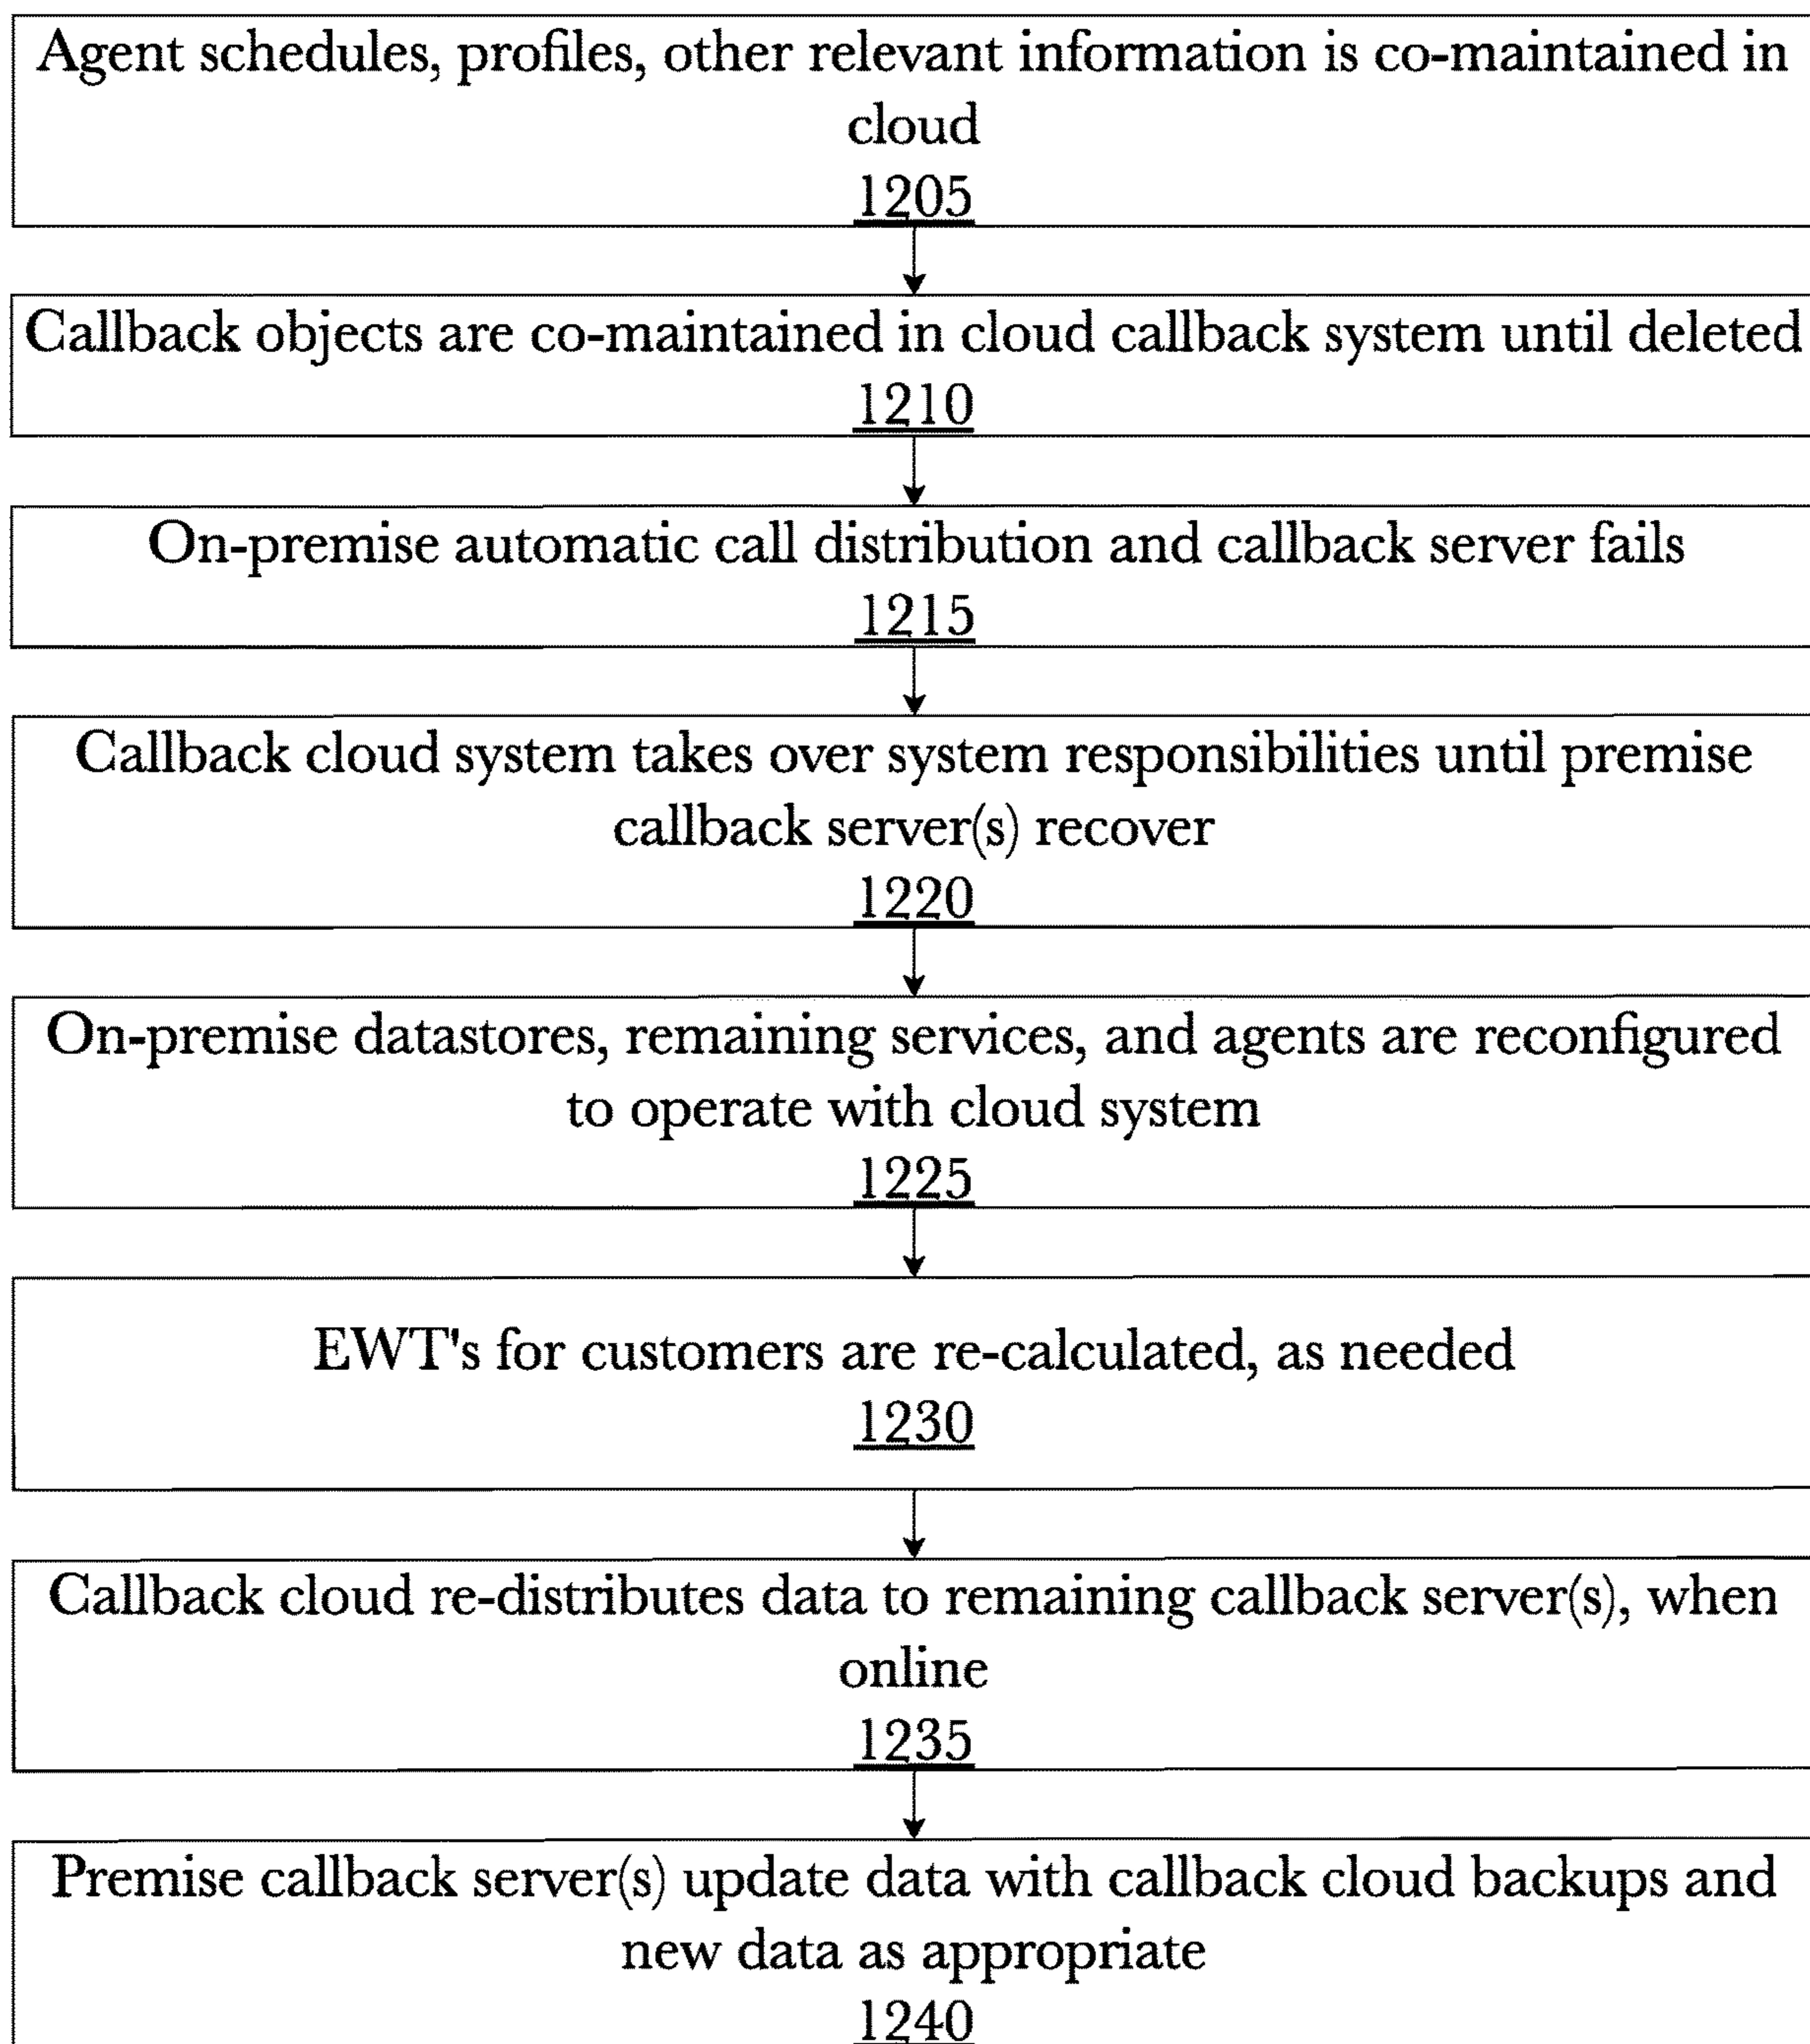 Agent schedules, profiles, other relevant information is co-maintained in
cloud
1205
Callback objects are co-maintained in cloud callback system until deleted
1210
On-premise automatic call distribution and callback server fails
1215
Callback cloud system takes over system responsibilities until premise
callback server(s) recover
1220
On-premise datastores, remaining services, and agents are reconfigured
to operate with cloud system
1225
EWT's for customers are re-calculated, as needed
1230
Callback cloud re-distributes data to remaining callback server(s), when
online
1235
Premise callback server(s) update data with callback cloud backups and
new data as appropriate
1240